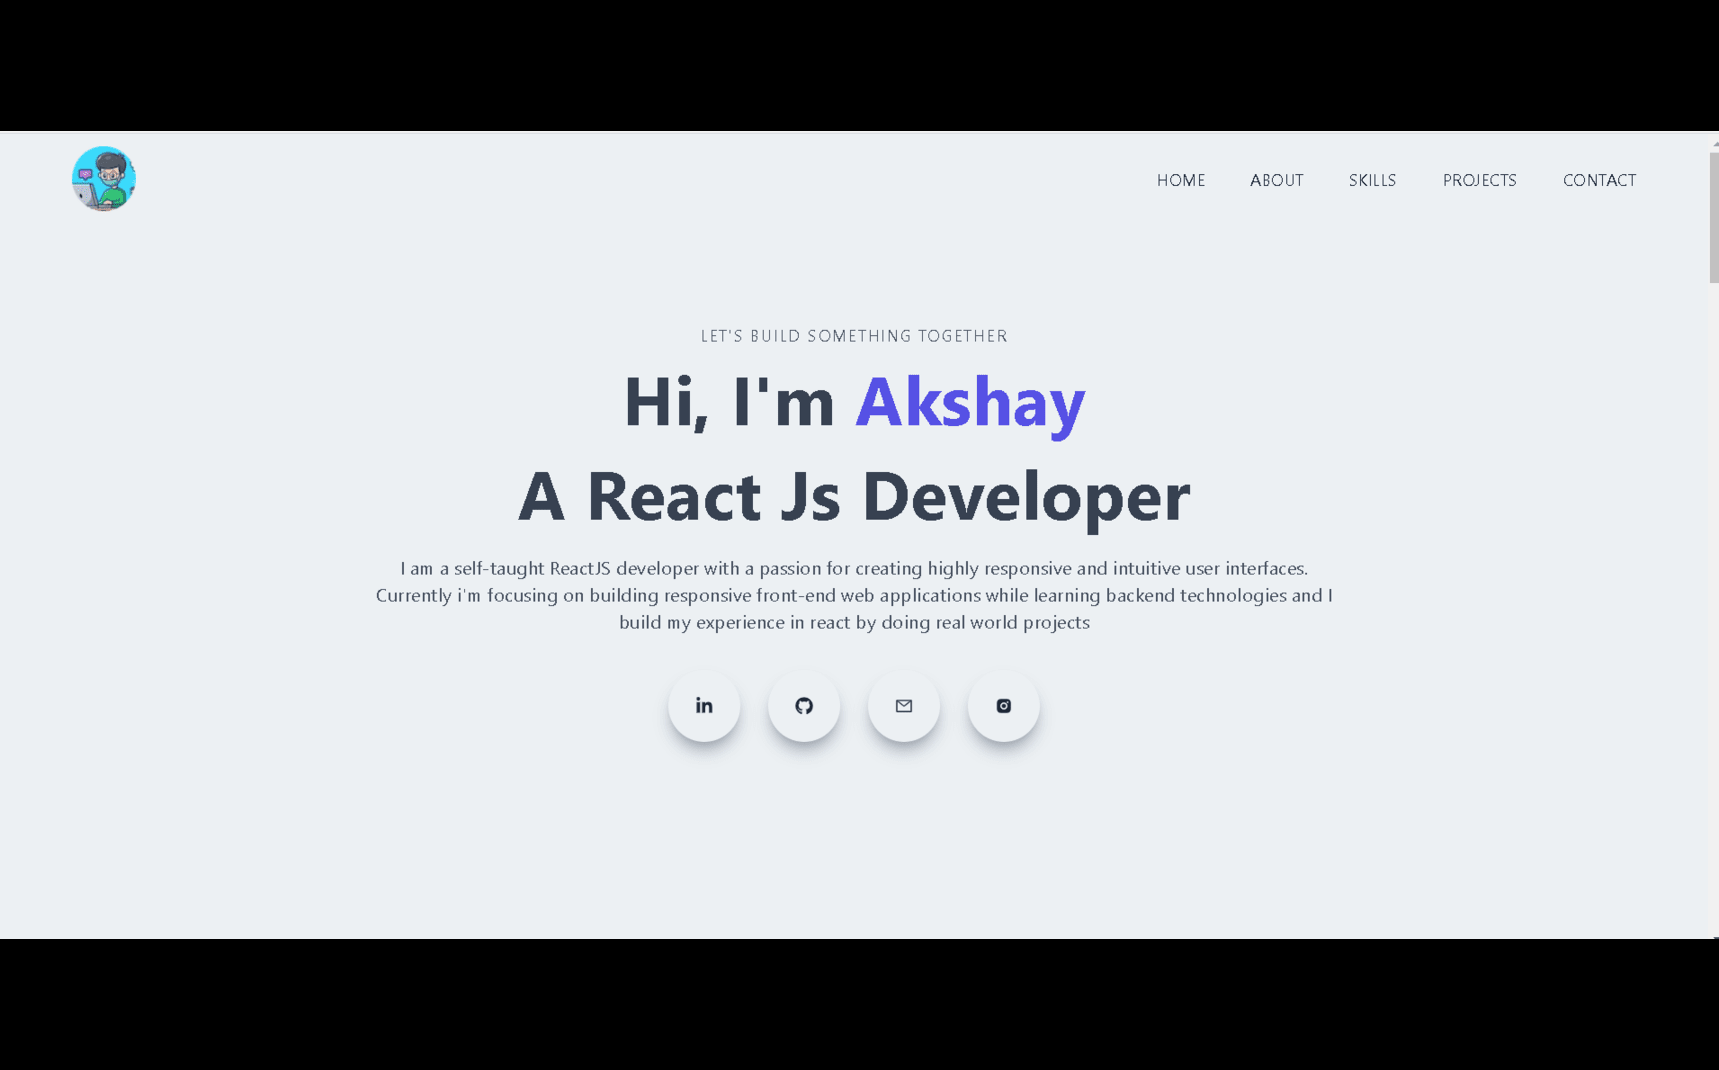 HOME ABOUT SKILLS PROJECTS CONTACT
LET'S BUILD SOMETHING TOGETHER
Hi, I'm Akshay
A React Js Developer
I am a self-taught ReactJS developer with a passion for creating highly responsive and intuitive user interfaces.
Currently i'm focusing on building responsive front-end web applications while learning backend technologies and I
build my experience in react by doing real world projects
in